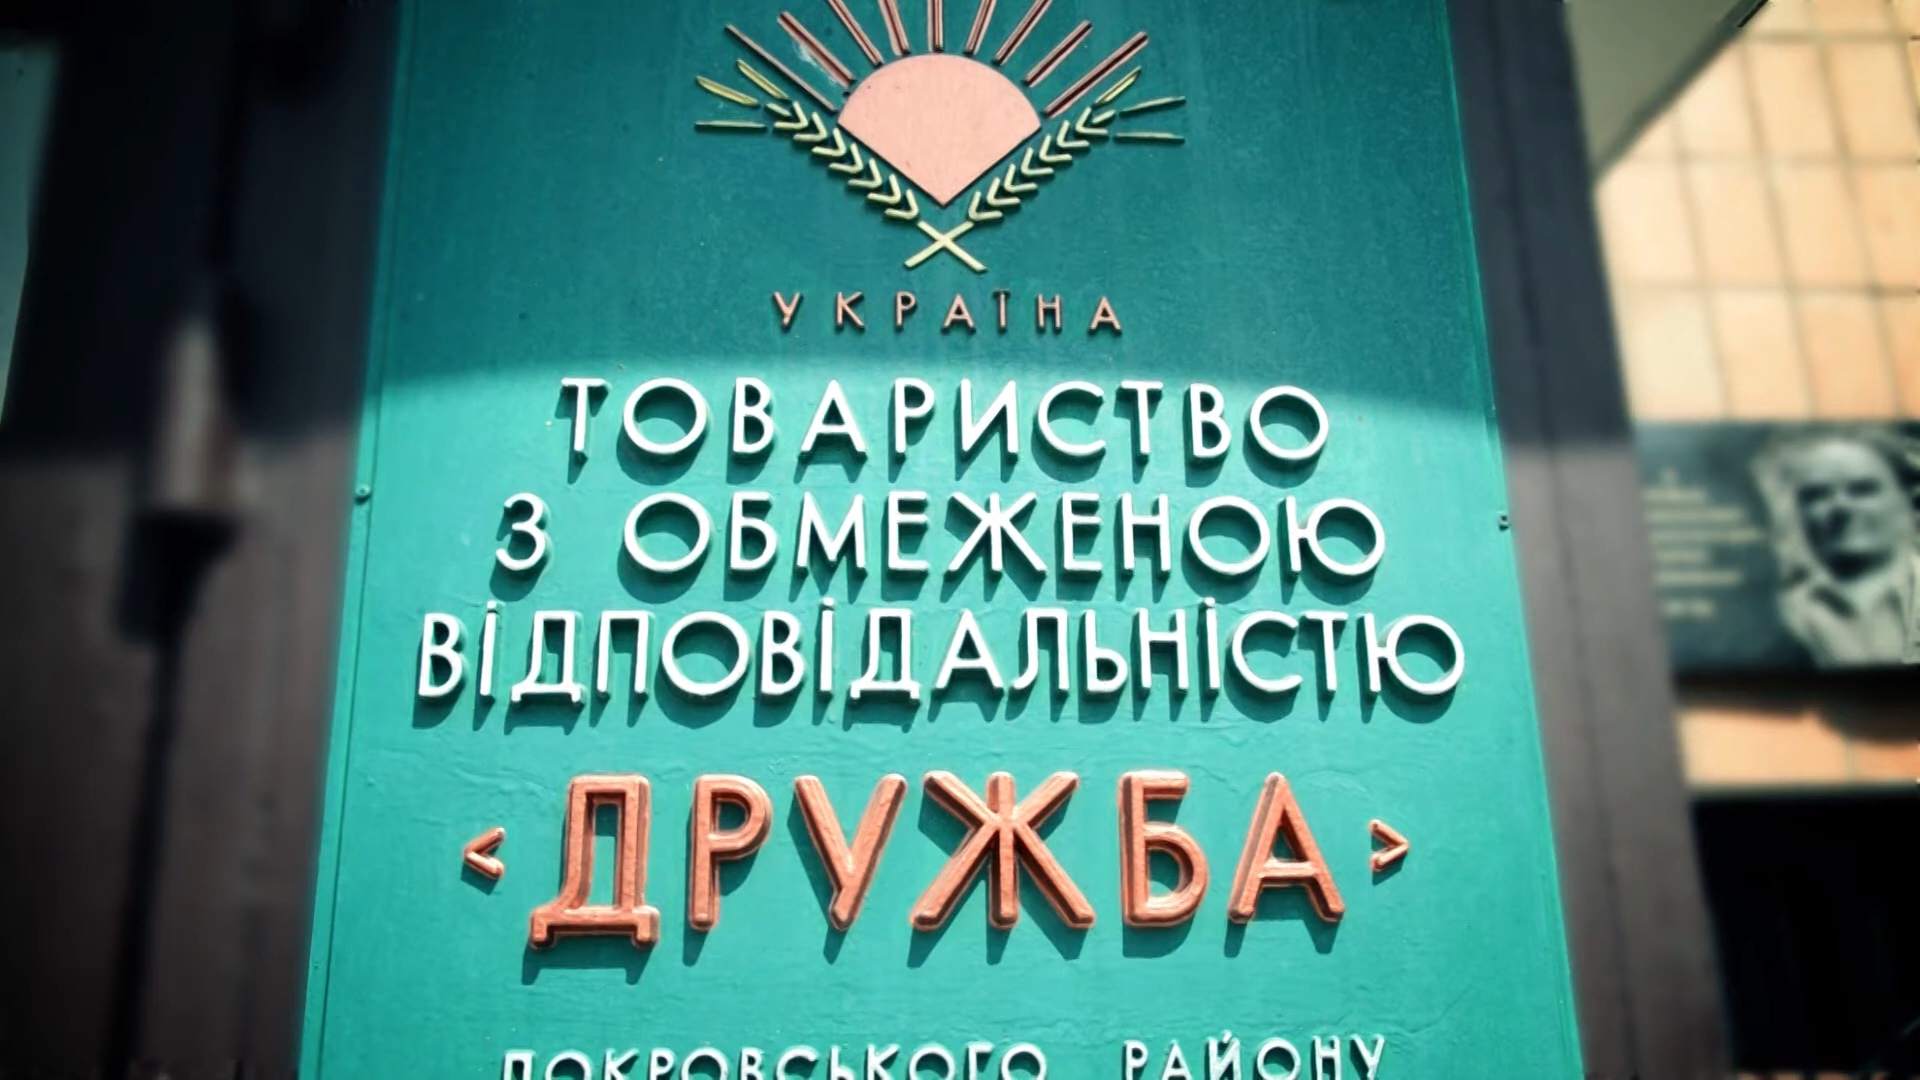 УКРАЇНА
ТОВАРИСТВО
З ОБМЕЖЕНОЮ
ВІДПОВІДАЛЬНІСТЮ
<ДРУЖБА>
ПОКРОВСЬКОГО РАЙОНУ